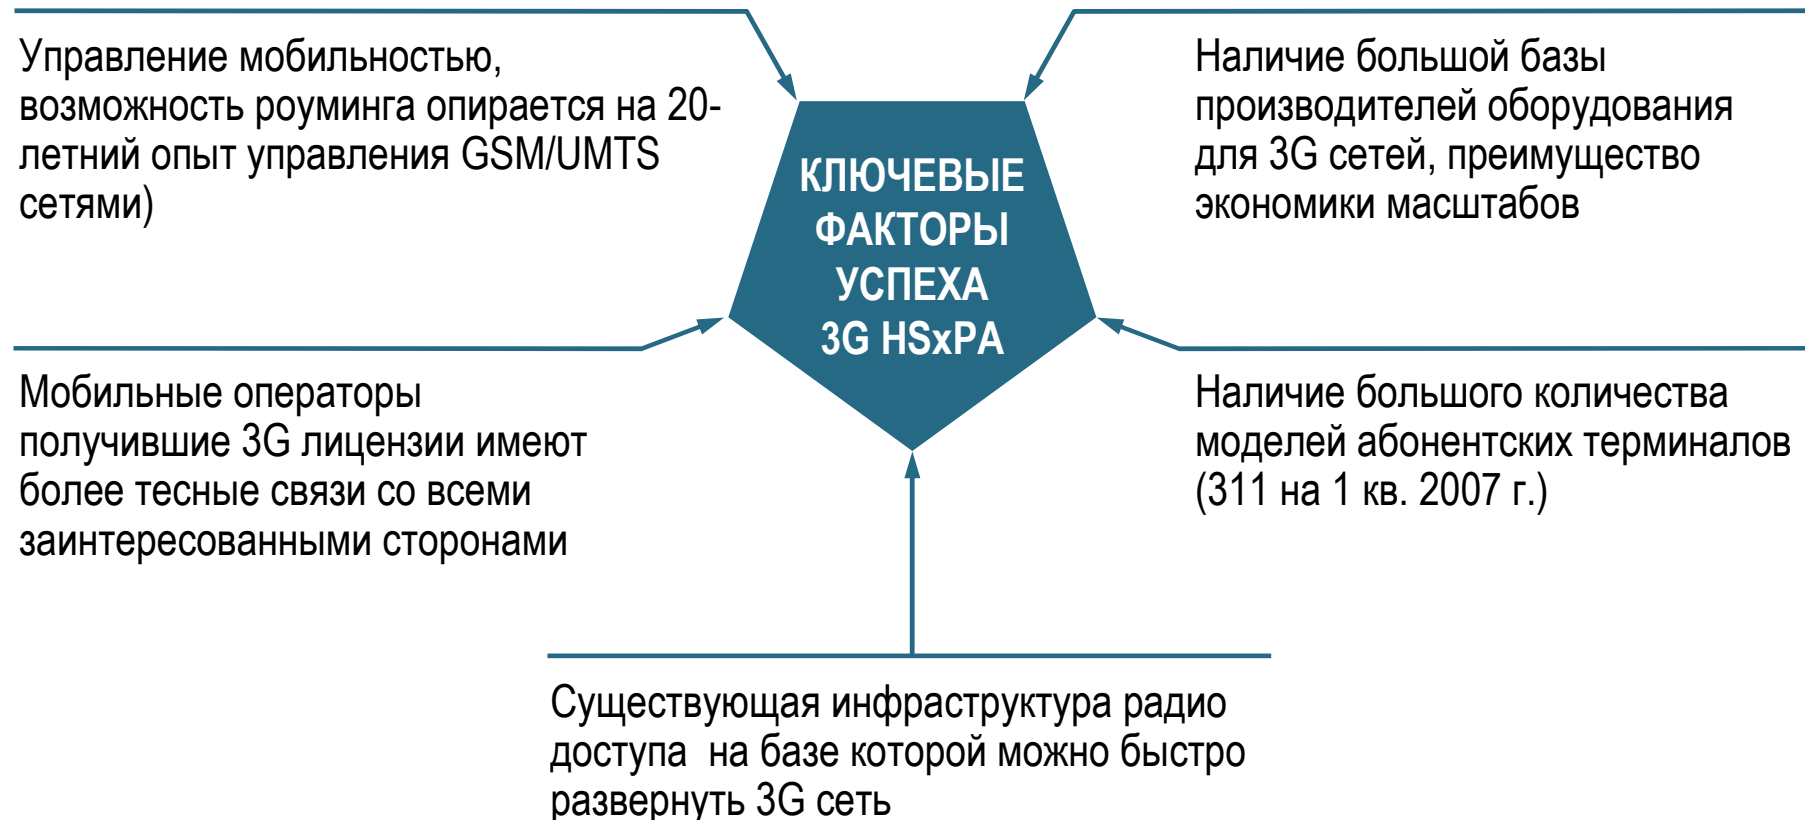 Управление мобильностью,
возможность роуминга опирается на 20-
летний опыт управления GSM/UMTS
сетями)
КЛЮЧЕВЫЕ
ФАКТОРЫ
УСПЕХА
3G HSxPA
Наличие большой базы
производителей оборудования
для 3G сетей, преимущество
экономики масштабов
Мобильные операторы
получившие 3G лицензии имеют
более тесные связи со всеми
заинтересованными сторонами
Наличие большого количества
моделей абонентских терминалов
(311 на 1 кв. 2007 г.)
Существующая инфраструктура радио
доступа  на базе которой можно быстро
развернуть 3G сеть